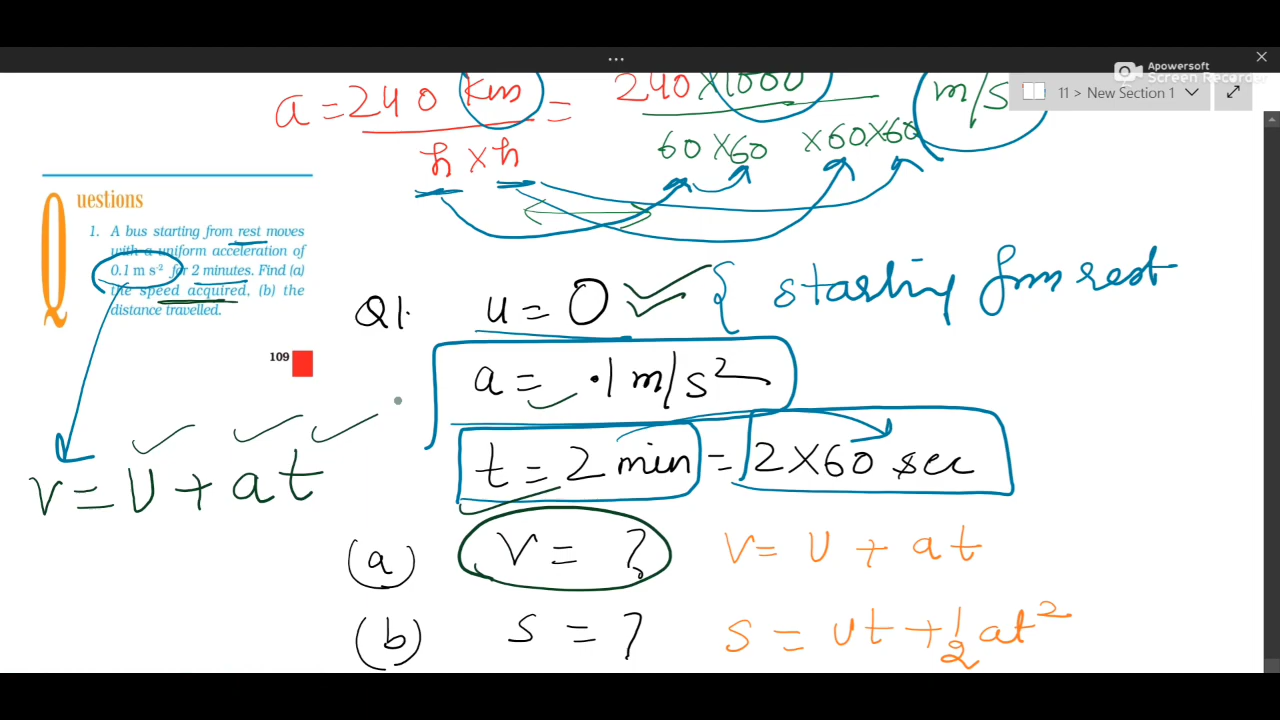 Apowersoft
Screen Recorder
11 > New Section 1
a = 240 Km = 240 × 1000 m/s
h × h 60 × 60 × 60 × 60
Questions
1. A bus starting from rest moves
with a uniform acceleration of
0.1 m s-2 for 2 minutes. Find (a)
the speed acquired, (b) the
distance travelled.
109
Q1. u = 0 { starting from rest
a = .1 m/s2
t = 2 min = 2×60 sec
v = u + at
(a) v = ? v = u + at
(b) s = ? s = ut + 1/2 at2